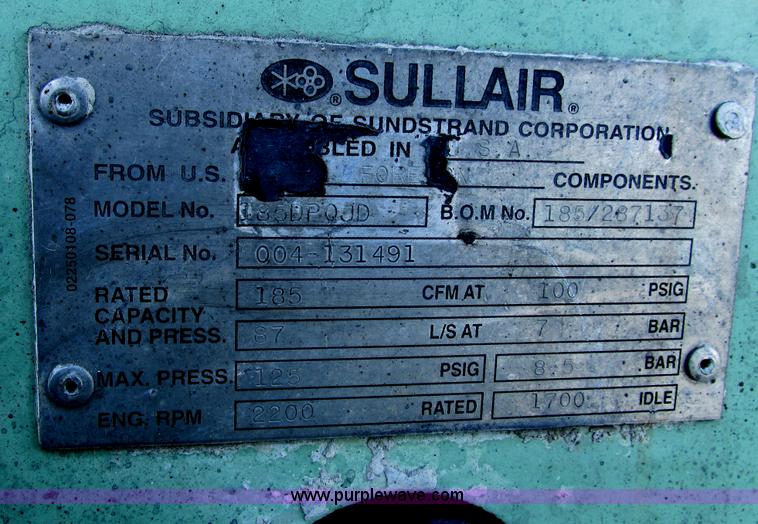 SULLAIR®
SUBSIDIARY OF SUNDSTRAND CORPORATION
IN U.S.A.
FROM U.S. COMPONENTS.
MODEL No. 185DPQJD B.O.M No. 185/287137
SERIAL No. 004-131491
RATED CAPACITY AND PRESS. 185 CFM AT 100 PSIG
87 L/S AT 7 BAR
MAX. PRESS. 125 PSIG 8.5 BAR
ENG. RPM 2200 RATED 1700 IDLE
02250108-078
www.purplewave.com